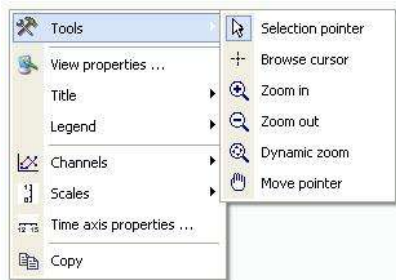 Tools
View properties ...
Title
Legend
Channels
Scales
Time axis properties ...
Copy
Selection pointer
Browse cursor
Zoom in
Zoom out
Dynamic zoom
Move pointer